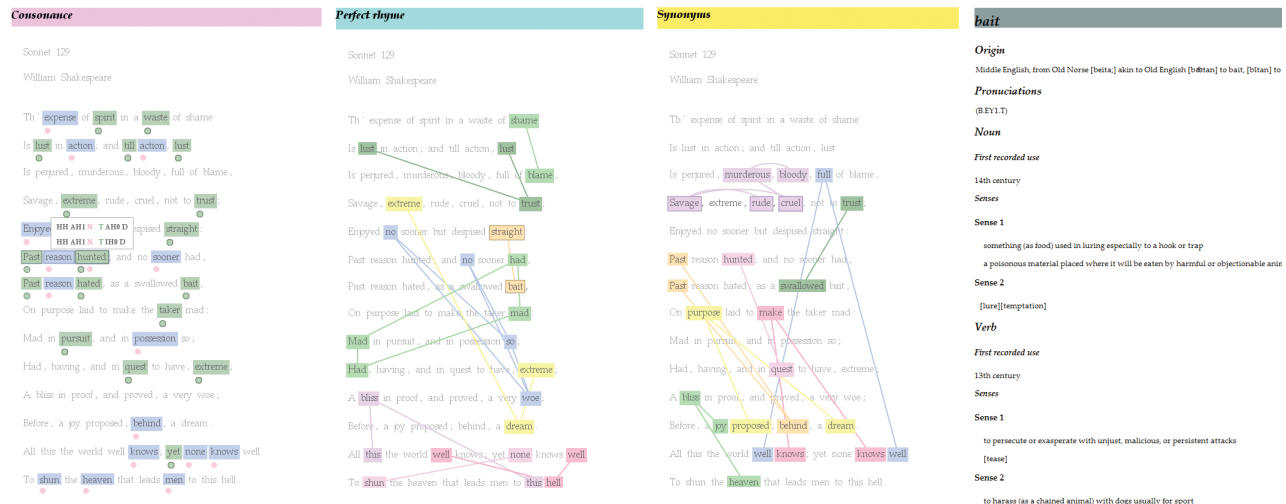 Consonance
Sonnet 129
William Shakespeare
Th ' expense of spirit in a waste of shame
Is lust in action ; and till action , lust
Is perjured , murderous , bloody , full of blame ,
Savage , extreme , rude , cruel , not to trust ;
Enjoyed spised straight ;
HH AH1 N T AH0 D
HH AH1 N T IH0 D
Past reason hunted , and no sooner had ,
Past reason hated , as a swallowed bait ,
On purpose laid to make the taker mad :
Mad in pursuit , and in possession so ;
Had , having , and in quest to have , extreme ;
A bliss in proof , and proved , a very woe ;
Before , a joy proposed ; behind , a dream .
All this the world well knows ; yet none knows well
To shun the heaven that leads men to this hell .
Perfect rhyme
Sonnet 129
William Shakespeare
Th ' expense of spirit in a waste of shame
Is lust in action ; and till action , lust
Is perjured , murderous , bloody , full of blame ,
Savage , extreme , rude , cruel , not to trust ;
Enjoyed no sooner but despised straight
Past reason hunted , and no sooner had ,
Past reason hated , as a swallowed bait ,
On purpose laid to make the taker mad :
Mad in pursuit , and in possession so ;
Had , having , and in quest to have , extreme ;
A bliss in proof , and proved , a very woe ;
Before , a joy proposed ; behind , a dream .
All this the world well knows ; yet none knows well
To shun the heaven that leads men to this hell
Synonyms
Sonnet 129
William Shakespeare
Th ' expense of spirit in a waste of shame
Is lust in action ; and till action , lust
Is perjured , murderous , bloody , full of blame ,
Savage , extreme , rude , cruel , not to trust ;
Enjoyed no sooner but despised straight :
Past reason hunted , and no sooner had ,
Past reason hated , as a swallowed bait ,
On purpose laid to make the taker mad :
Mad in pursuit , and in possession so ;
Had , having , and in quest to have , extreme ;
A bliss in proof , and proved , a very woe ;
Before , a joy proposed ; behind , a dream .
All this the world well knows ; yet none knows well
To shun the heaven that leads men to this hell .
bait
Origin
Middle English, from Old Norse [beita;] akin to Old English to bait, [bītan] to
Pronuciations
(B.EY1.T)
Noun
First recorded use
14th century
Senses
Sense 1
something (as food) used in luring especially to a hook or trap
a poisonous material placed where it will be eaten by harmful or objectionable
Sense 2
[lure][temptation]
Verb
First recorded use
13th century
Senses
Sense 1
to persecute or exasperate with unjust, malicious, or persistent attacks
[tease]
Sense 2
to harass (as a chained animal) with dogs usually for sport